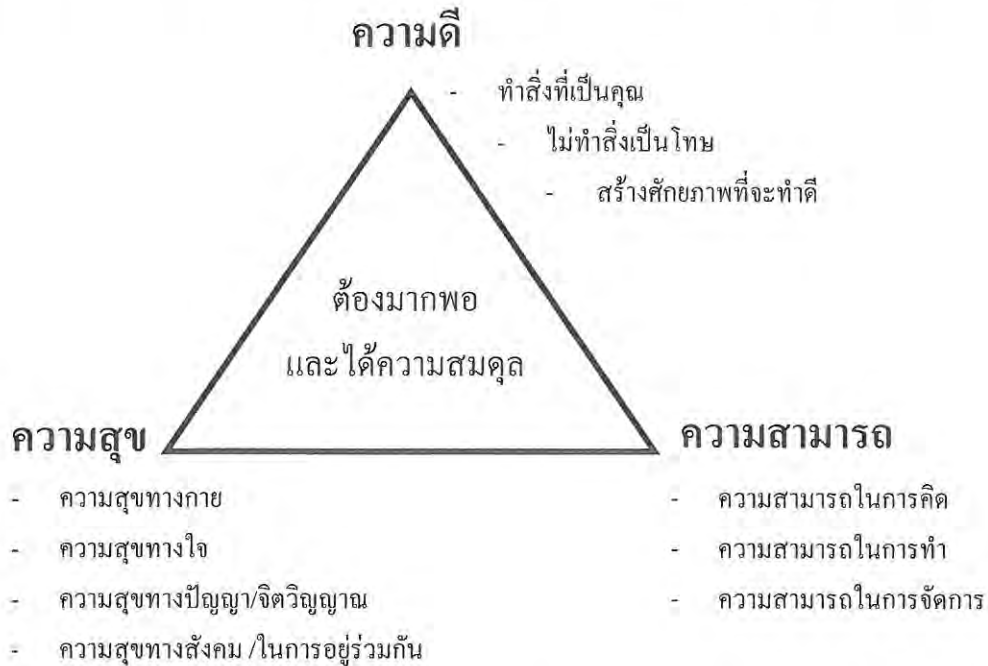 ความดี
- ทำสิ่งที่เป็นคุณ
- ไม่ทำสิ่งเป็นโทษ
- สร้างศักยภาพที่จะทำดี
ต้องมากพอ
และได้ความสมดุล
ความสุข
- ความสุขทางกาย
- ความสุขทางใจ
- ความสุขทางปัญญา/จิตวิญญาณ
- ความสุขทางสังคม /ในการอยู่ร่วมกัน
ความสามารถ
- ความสามารถในการคิด
- ความสามารถในการทำ
- ความสามารถในการจัดการ